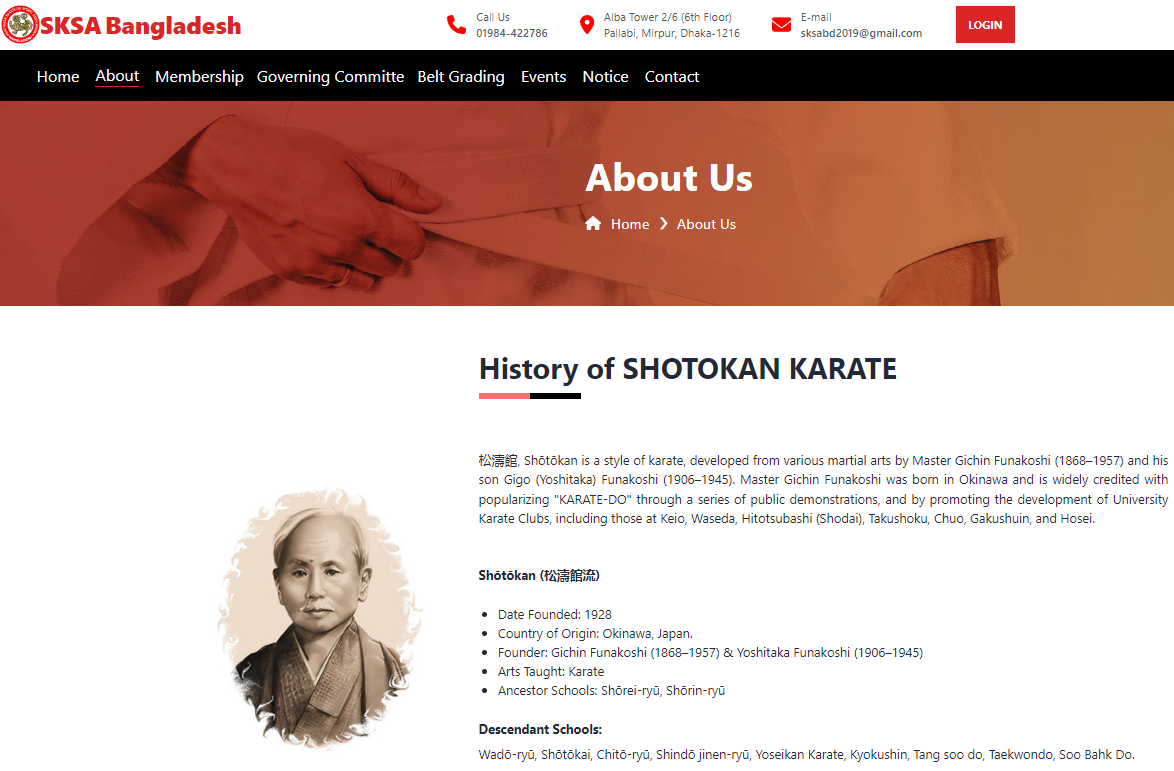 SKSA Bangladesh
Call Us
01984-422786
Alba Tower 2/6 (6th Floor)
Pallabi, Mirpur, Dhaka-1216
E-mail
sksabd2019@gmail.com
LOGIN
Home About Membership Governing Committe Belt Grading Events Notice Contact
About Us
Home ❯ About Us
History of SHOTOKAN KARATE
松濤館, Shōtōkan is a style of karate, developed from various martial arts by Master Gichin Funakoshi (1868–1957) and his
son Gigo (Yoshitaka) Funakoshi (1906–1945). Master Gichin Funakoshi was born in Okinawa and is widely credited with
popularizing "KARATE-DO" through a series of public demonstrations, and by promoting the development of University
Karate Clubs, including those at Keio, Waseda, Hitotsubashi (Shodai), Takushoku, Chuo, Gakushuin, and Hosei.
Shōtōkan (松濤館流)
• Date Founded: 1928
• Country of Origin: Okinawa, Japan.
• Founder: Gichin Funakoshi (1868–1957) & Yoshitaka Funakoshi (1906–1945)
• Arts Taught: Karate
• Ancestor Schools: Shōrei-ryū, Shōrin-ryū
Descendant Schools:
Wadō-ryū, Shōtōkai, Chitō-ryū, Shindō jinen-ryū, Yoseikan Karate, Kyokushin, Tang soo do, Taekwondo, Soo Bahk Do.